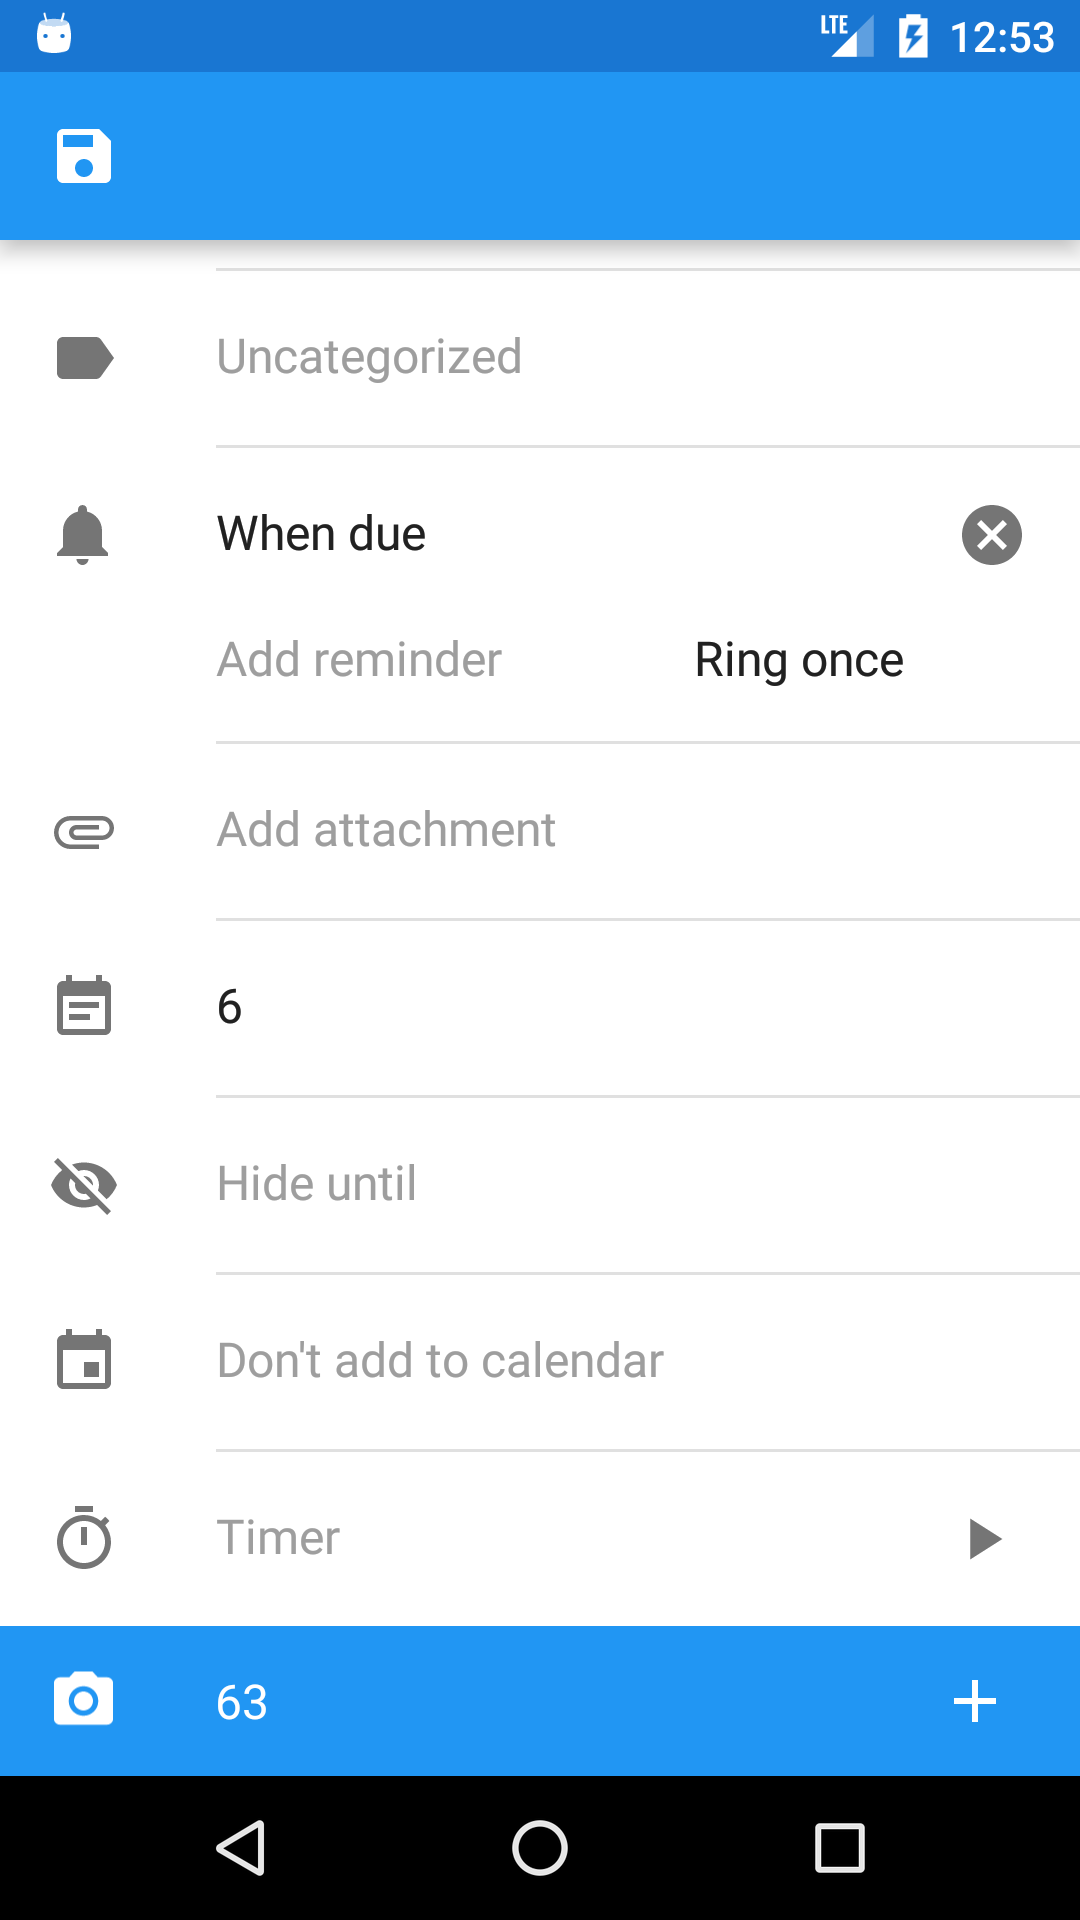 LTE 12:53
Uncategorized
When due
Add reminder Ring once
Add attachment
6
Hide until
Don't add to calendar
Timer
63